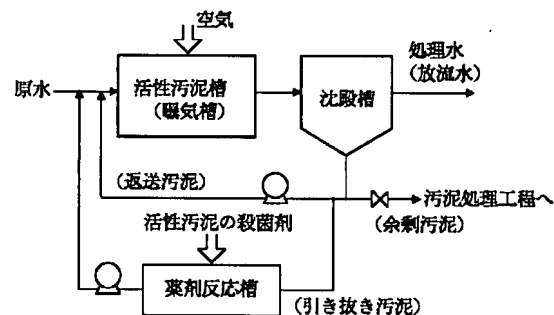 空気
処理水
(放流水)
原水
活性汚泥槽
(曝気槽)
沈殿槽
(返送汚泥)
汚泥処理工程へ
(余剰汚泥)
活性汚泥の殺菌剤
薬剤反応槽
(引き抜き汚泥)